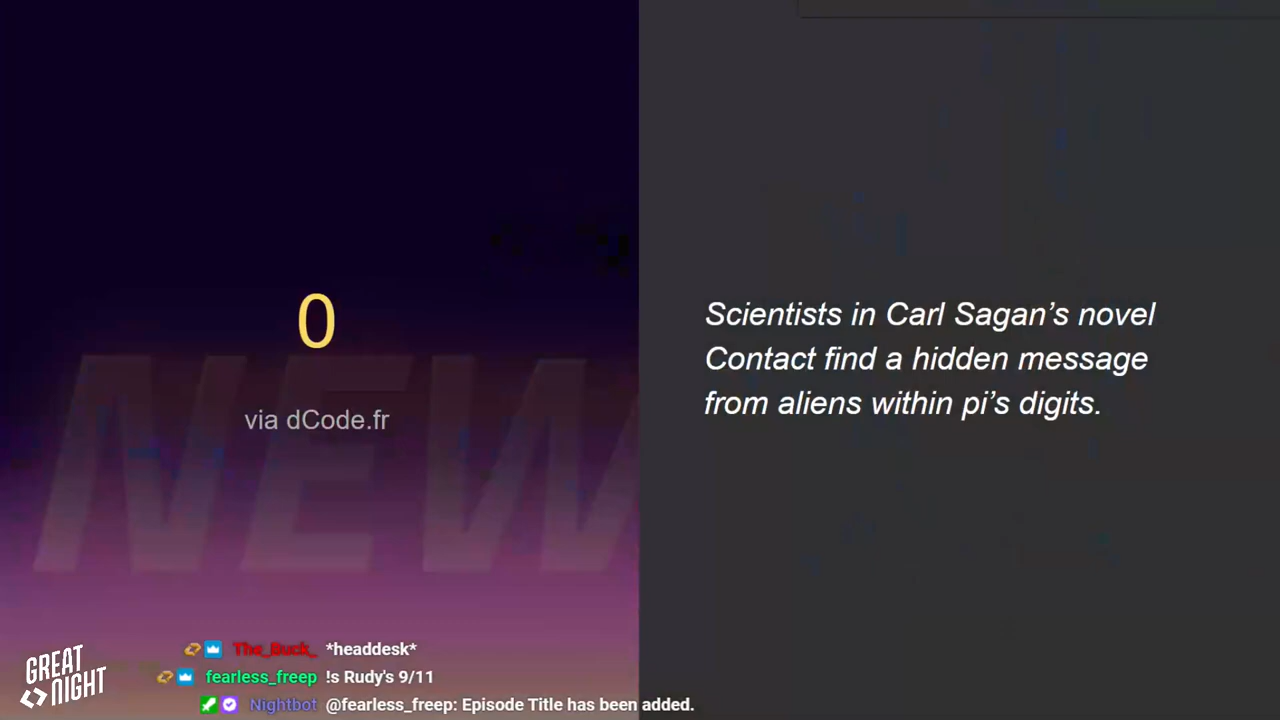 0
via dCode.fr
NEW
Scientists in Carl Sagan’s novel
Contact find a hidden message
from aliens within pi’s digits.
The_Buck_ *headdesk*
fearless_freep !s Rudy's 9/11
Nightbot @fearless_freep: Episode Title has been added.
GREAT
NIGHT